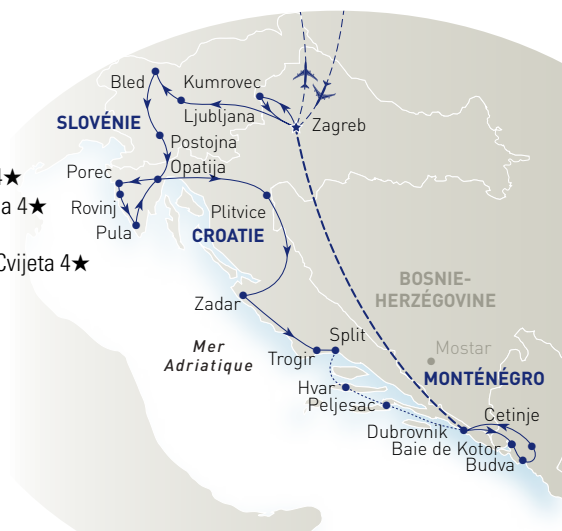 Bled
Kumrovec
Ljubljana
Zagreb
SLOVÉNIE
Postojna
Porec
Opatija
4★
Rovinj
a 4★
Plitvice
Pula
CROATIE
Cvijeta 4★
BOSNIE-
HERZÉGOVINE
Zadar
Mer
Adriatique
Split
Trogir
Mostar
MONTÉNÉGRO
Hvar
Peljesac
Cetinje
Dubrovnik
Baie de Kotor
Budva